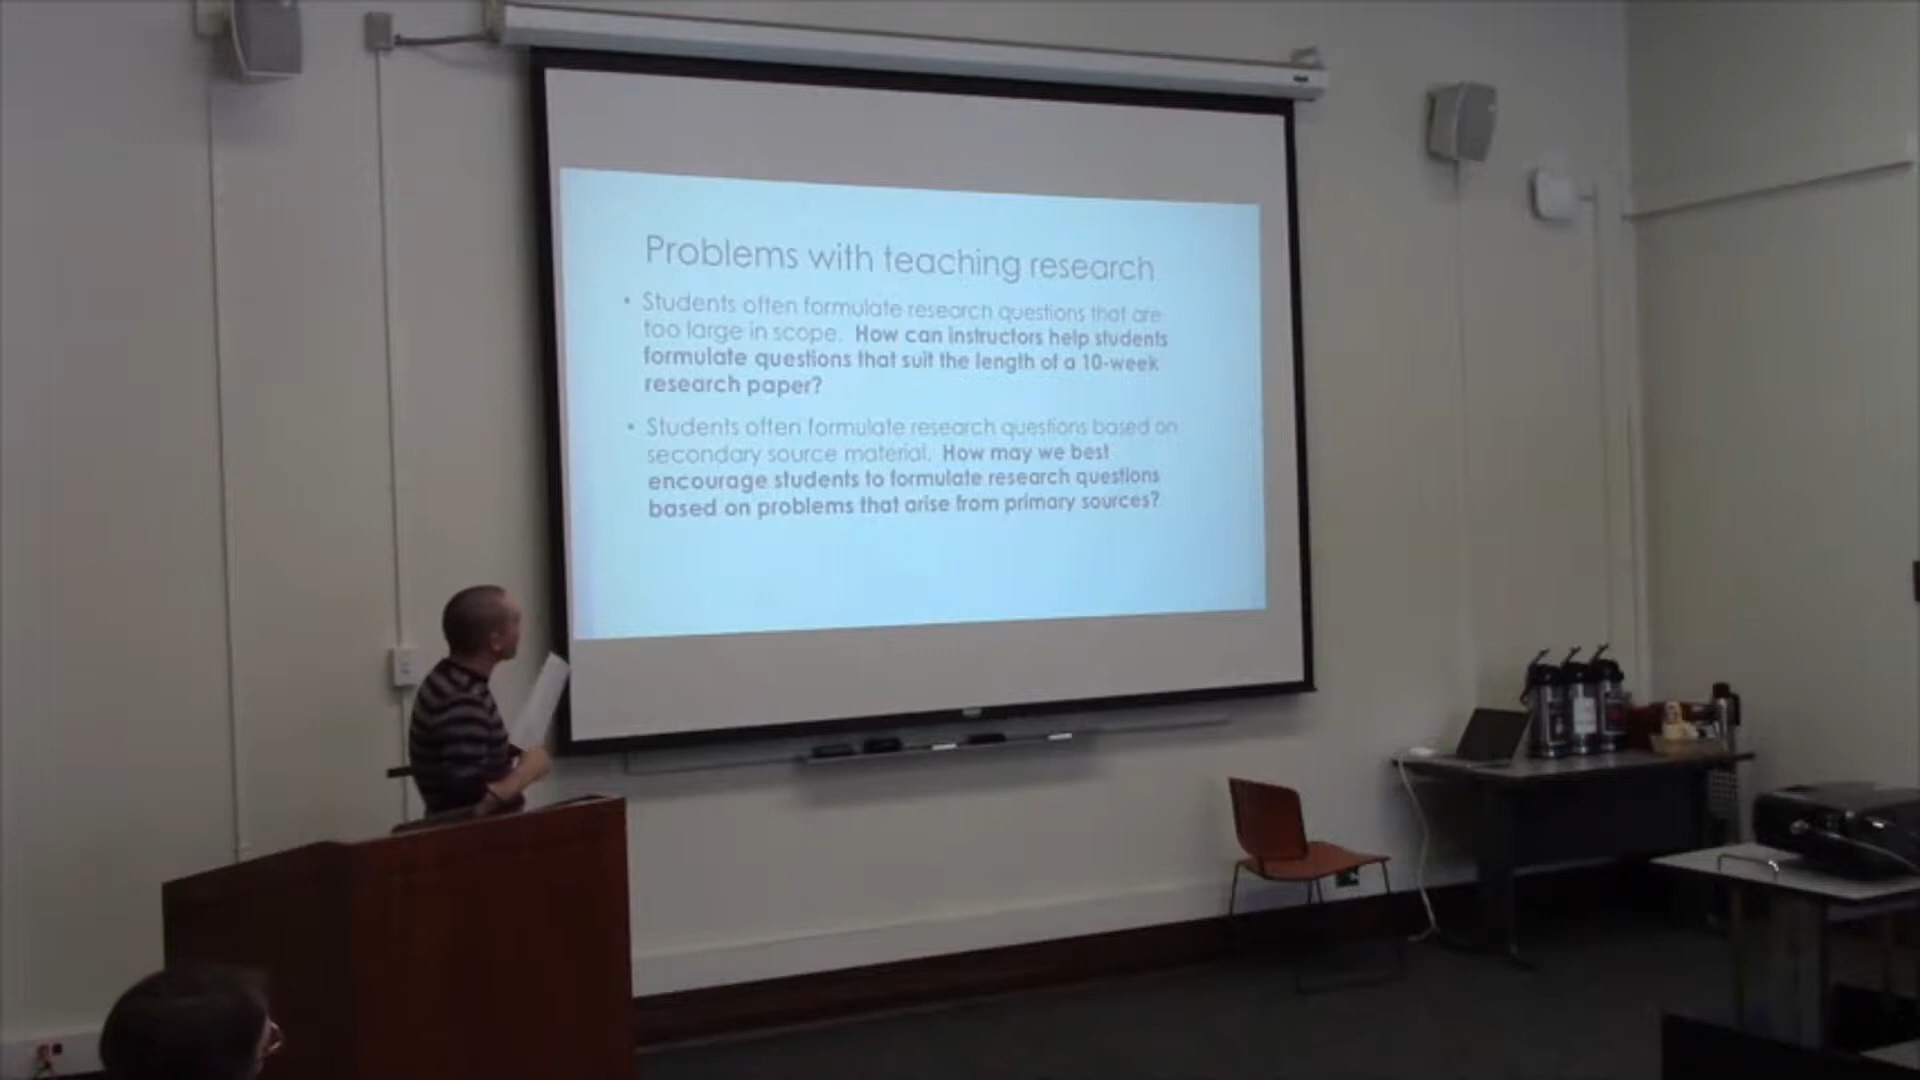 Problems with teaching research
• Students often formulate research questions that are
too large in scope. How can instructors help students
formulate questions that suit the length of a 10-week
research paper?
• Students often formulate research questions based on
secondary source material. How may we best
encourage students to formulate research questions
based on problems that arise from primary sources?